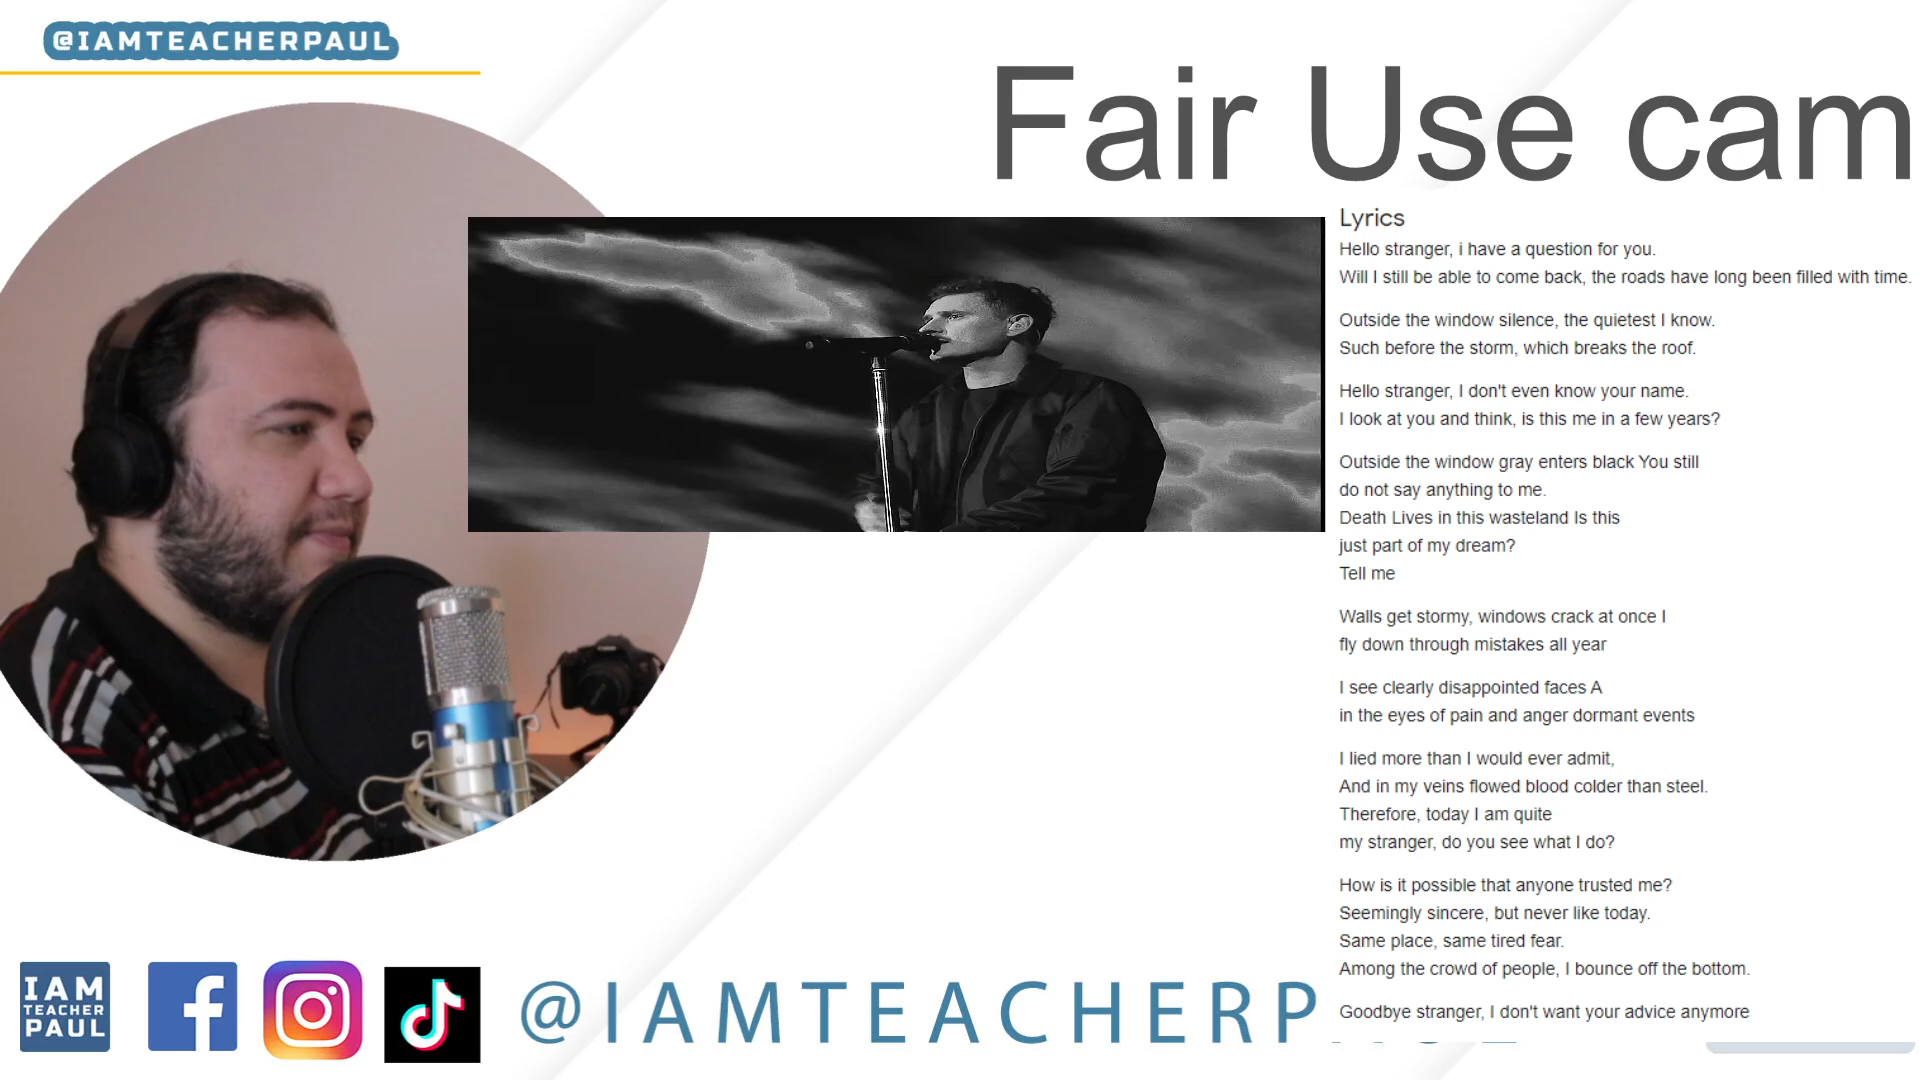 @IAMTEACHERPAUL
Fair Use cam
Lyrics
Hello stranger, i have a question for you.
Will I still be able to come back, the roads have long been filled with time.
Outside the window silence, the quietest I know.
Such before the storm, which breaks the roof.
Hello stranger, I don't even know your name.
I look at you and think, is this me in a few years?
Outside the window gray enters black You still
do not say anything to me.
Death Lives in this wasteland Is this
just part of my dream?
Tell me
Walls get stormy, windows crack at once I
fly down through mistakes all year
I see clearly disappointed faces A
in the eyes of pain and anger dormant events
I lied more than I would ever admit,
And in my veins flowed blood colder than steel.
Therefore, today I am quite
my stranger, do you see what I do?
How is it possible that anyone trusted me?
Seemingly sincere, but never like today.
Same place, same tired fear.
Among the crowd of people, I bounce off the bottom.
Goodbye stranger, I don't want your advice anymore
IAM
TEACHER
PAUL
@IAMTEACHERP